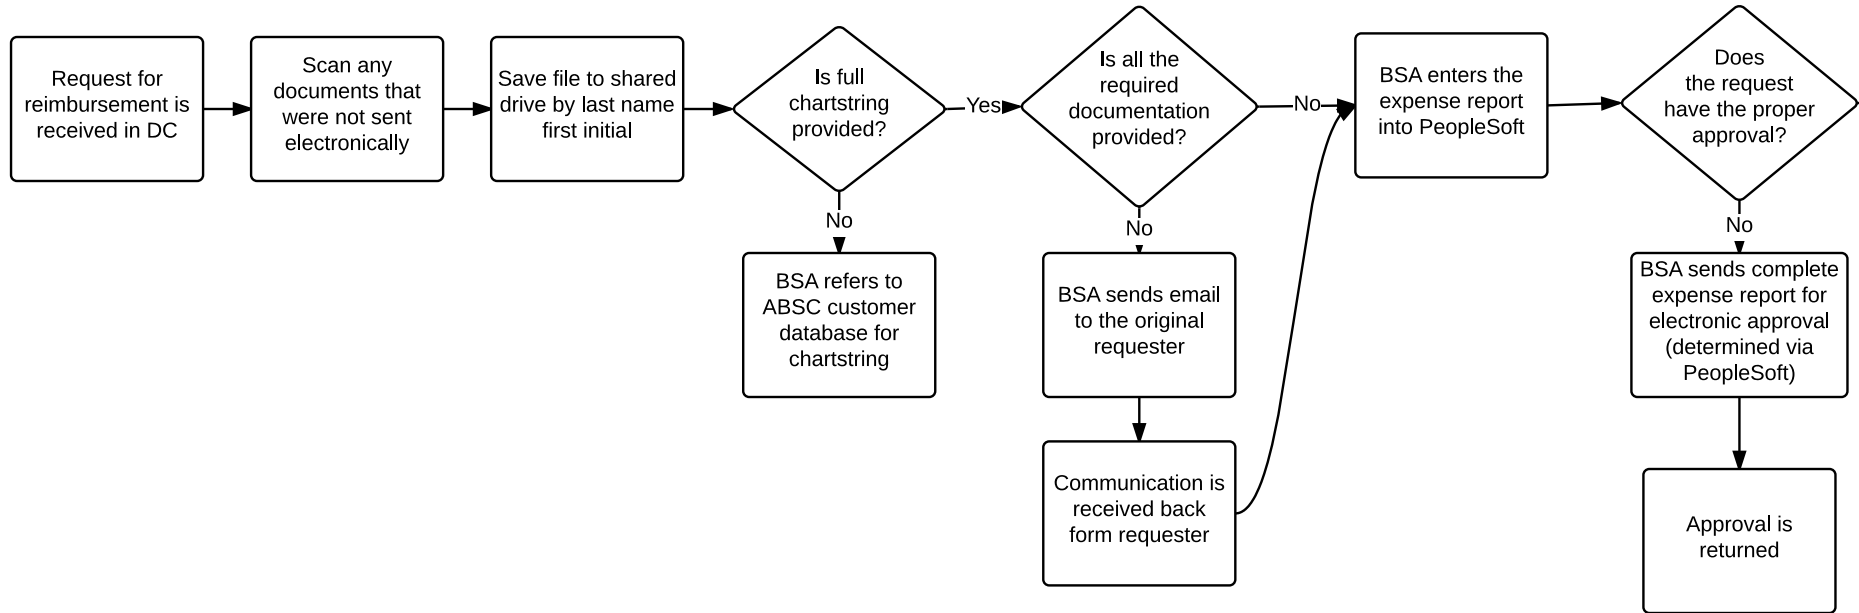 Request for
reimbursement is
received in DC
Scan any
documents that
were not sent
electronically
Save file to shared
drive by last name
first initial
Is full
chartstring
provided?
Yes
No
BSA refers to
ABSC customer
database for
chartstring
Is all the
required
documentation
provided?
No
No
BSA sends email
to the original
requester
Communication is
received back
form requester
BSA enters the
expense report
into PeopleSoft
Does
the request
have the proper
approval?
No
BSA sends complete
expense report for
electronic approval
(determined via
PeopleSoft)
Approval is
returned